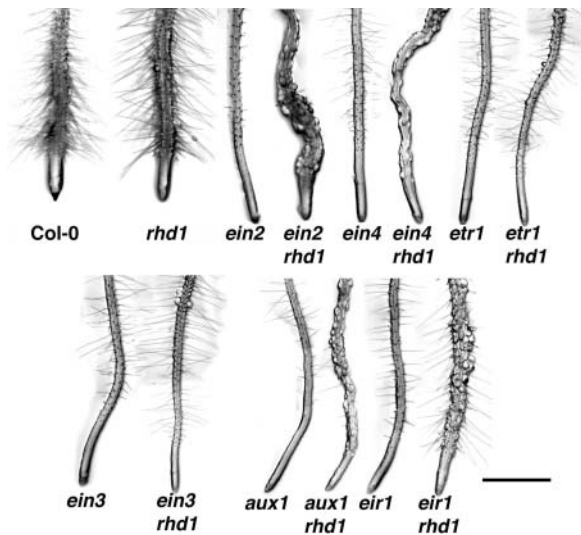 Col-0 rhd1 ein2 ein2 ein4 ein4 etr1 etr1
rhd1 rhd1 rhd1
ein3 ein3 aux1 aux1 eir1 eir1
rhd1 rhd1 rhd1